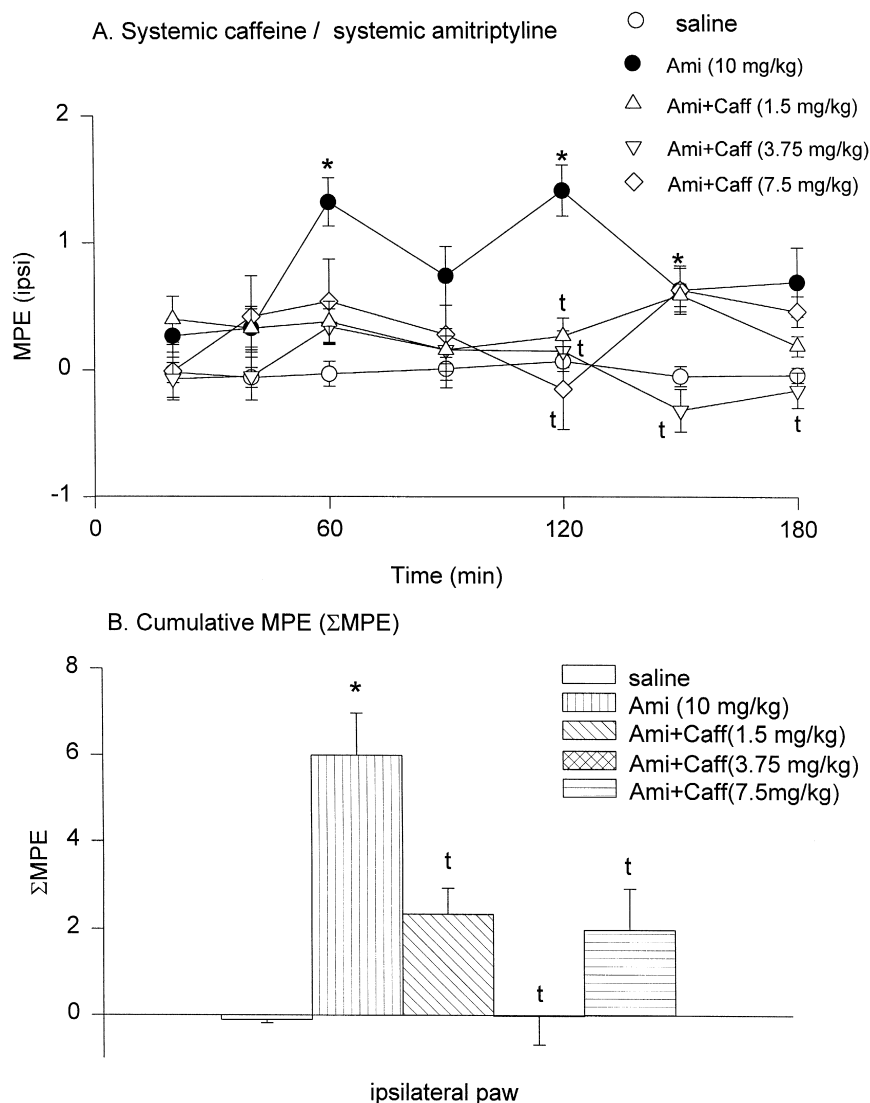 A. Systemic caffeine / systemic amitriptyline
saline
Ami (10 mg/kg)
Ami+Caff (1.5 mg/kg)
Ami+Caff (3.75 mg/kg)
Ami+Caff (7.5 mg/kg)
2
1
0
-1
MPE (ipsi)
* * *
t t t t t
0 60 120 180
Time (min)
B. Cumulative MPE (ΣMPE)
saline
Ami (10 mg/kg)
Ami+Caff(1.5 mg/kg)
Ami+Caff(3.75 mg/kg)
Ami+Caff(7.5mg/kg)
8
6
4
2
0
ΣMPE
*
t t t
ipsilateral paw